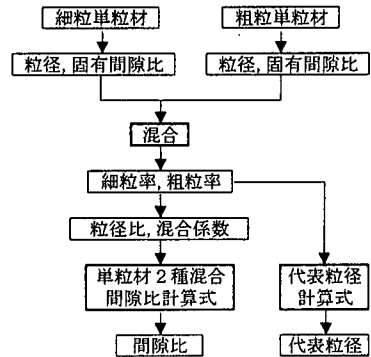 細粒単粒材
粗粒単粒材
粒径,固有間隙比
粒径,固有間隙比
混合
細粒率,粗粒率
粒径比,混合係数
単粒材2種混合
間隙比計算式
代表粒径
計算式
間隙比
代表粒径